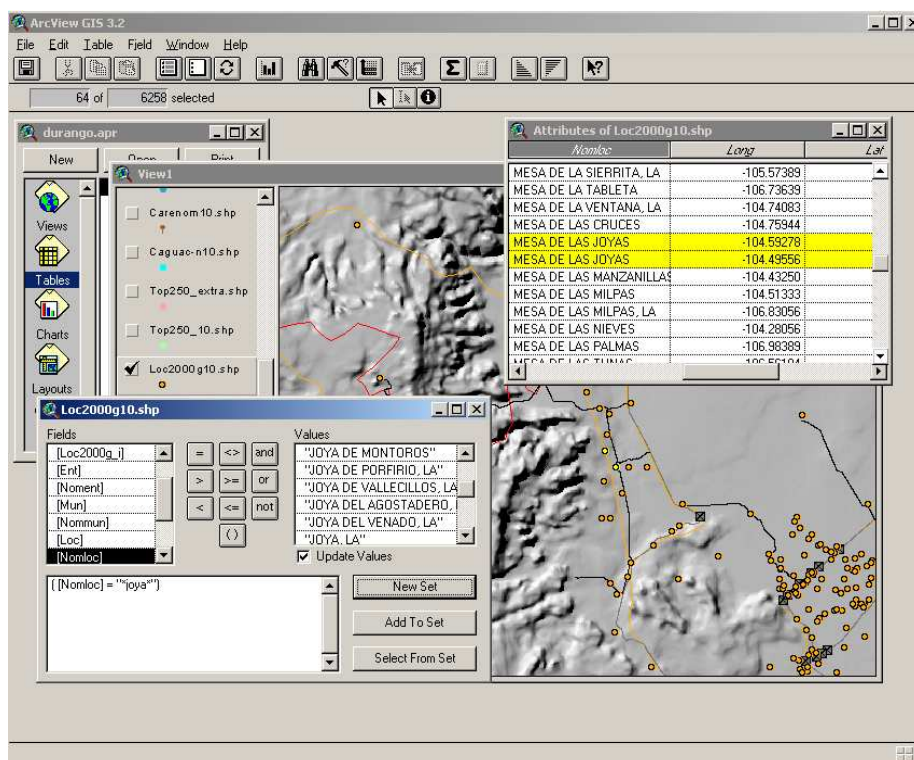 ArcView GIS 3.2
File Edit Table Field Window Help
64 of 6258 selected
durango.apr
New Open Print
Views
Tables
Charts
Layouts
View1
Carenom10.shp
Caguac-n10.shp
Top250_extra.shp
Top250_10.shp
Loc2000g10.shp
Attributes of Loc2000g10.shp
Nomloc Long Lat
MESA DE LA SIERRITA, LA -105.57389
MESA DE LA TABLETA -106.73639
MESA DE LA VENTANA, LA -104.74083
MESA DE LAS CRUCES -104.75944
MESA DE LAS JOYAS -104.59278
MESA DE LAS JOYAS -104.49556
MESA DE LAS MANZANILLAS -104.43250
MESA DE LAS MILPAS -104.51333
MESA DE LAS MILPAS, LA -106.83056
MESA DE LAS NIEVES -104.28056
MESA DE LAS PALMAS -106.98389
MESA DE LAS TUNAS
Loc2000g10.shp
Fields
[Loc2000g_i]
[Ent]
[Noment]
[Mun]
[Nommun]
[Loc]
[Nomloc]
= <> and
> >= or
< <= not
( )
Values
"JOYA DE MONTOROS"
"JOYA DE PORFIRIO, LA"
"JOYA DE VALLECILLOS, LA
"JOYA DEL AGOSTADERO,
"JOYA DEL VENADO, LA"
"JOYA. LA"
Update Values
( [Nomloc] = "*joya*")
New Set
Add To Set
Select From Set